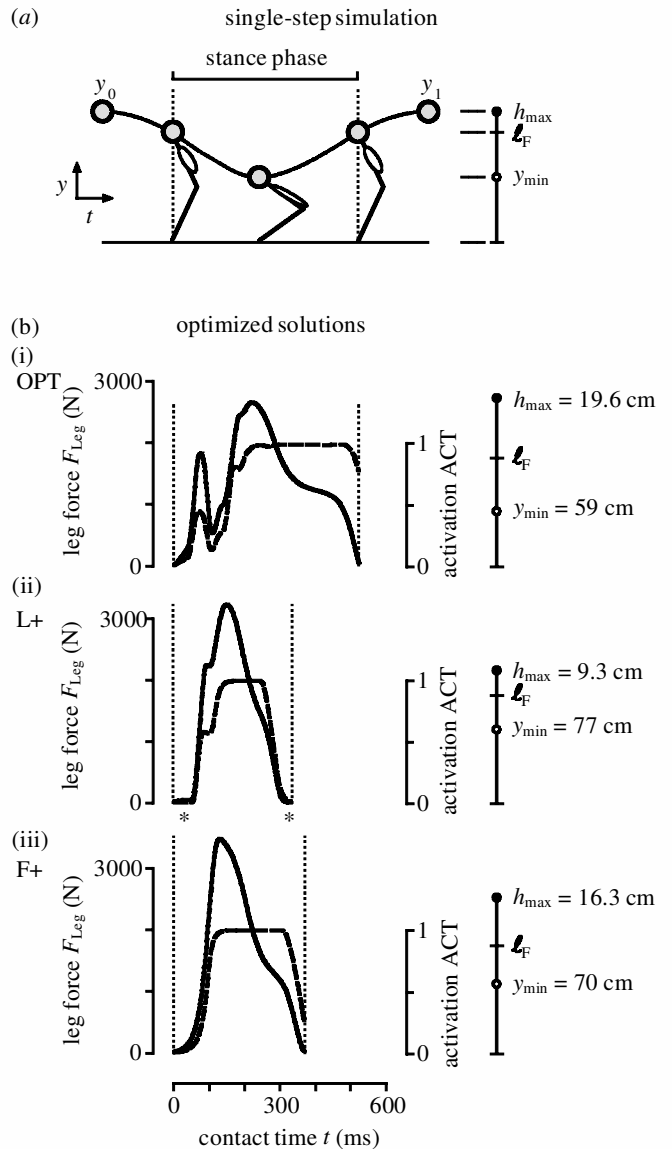 (a) single-step simulation
stance phase
y0 y1
hmax
ℓF
ymin
y
t
(b) optimized solutions
(i)
OPT
3000
0
leg force FLeg (N)
1
0
activation ACT
hmax = 19.6 cm
ℓF
ymin = 59 cm
(ii)
L+
3000
0
leg force FLeg (N)
* *
1
0
activation ACT
hmax = 9.3 cm
ℓF
ymin = 77 cm
(iii)
F+
3000
0
leg force FLeg (N)
1
0
activation ACT
hmax = 16.3 cm
ℓF
ymin = 70 cm
0 300 600
contact time t (ms)